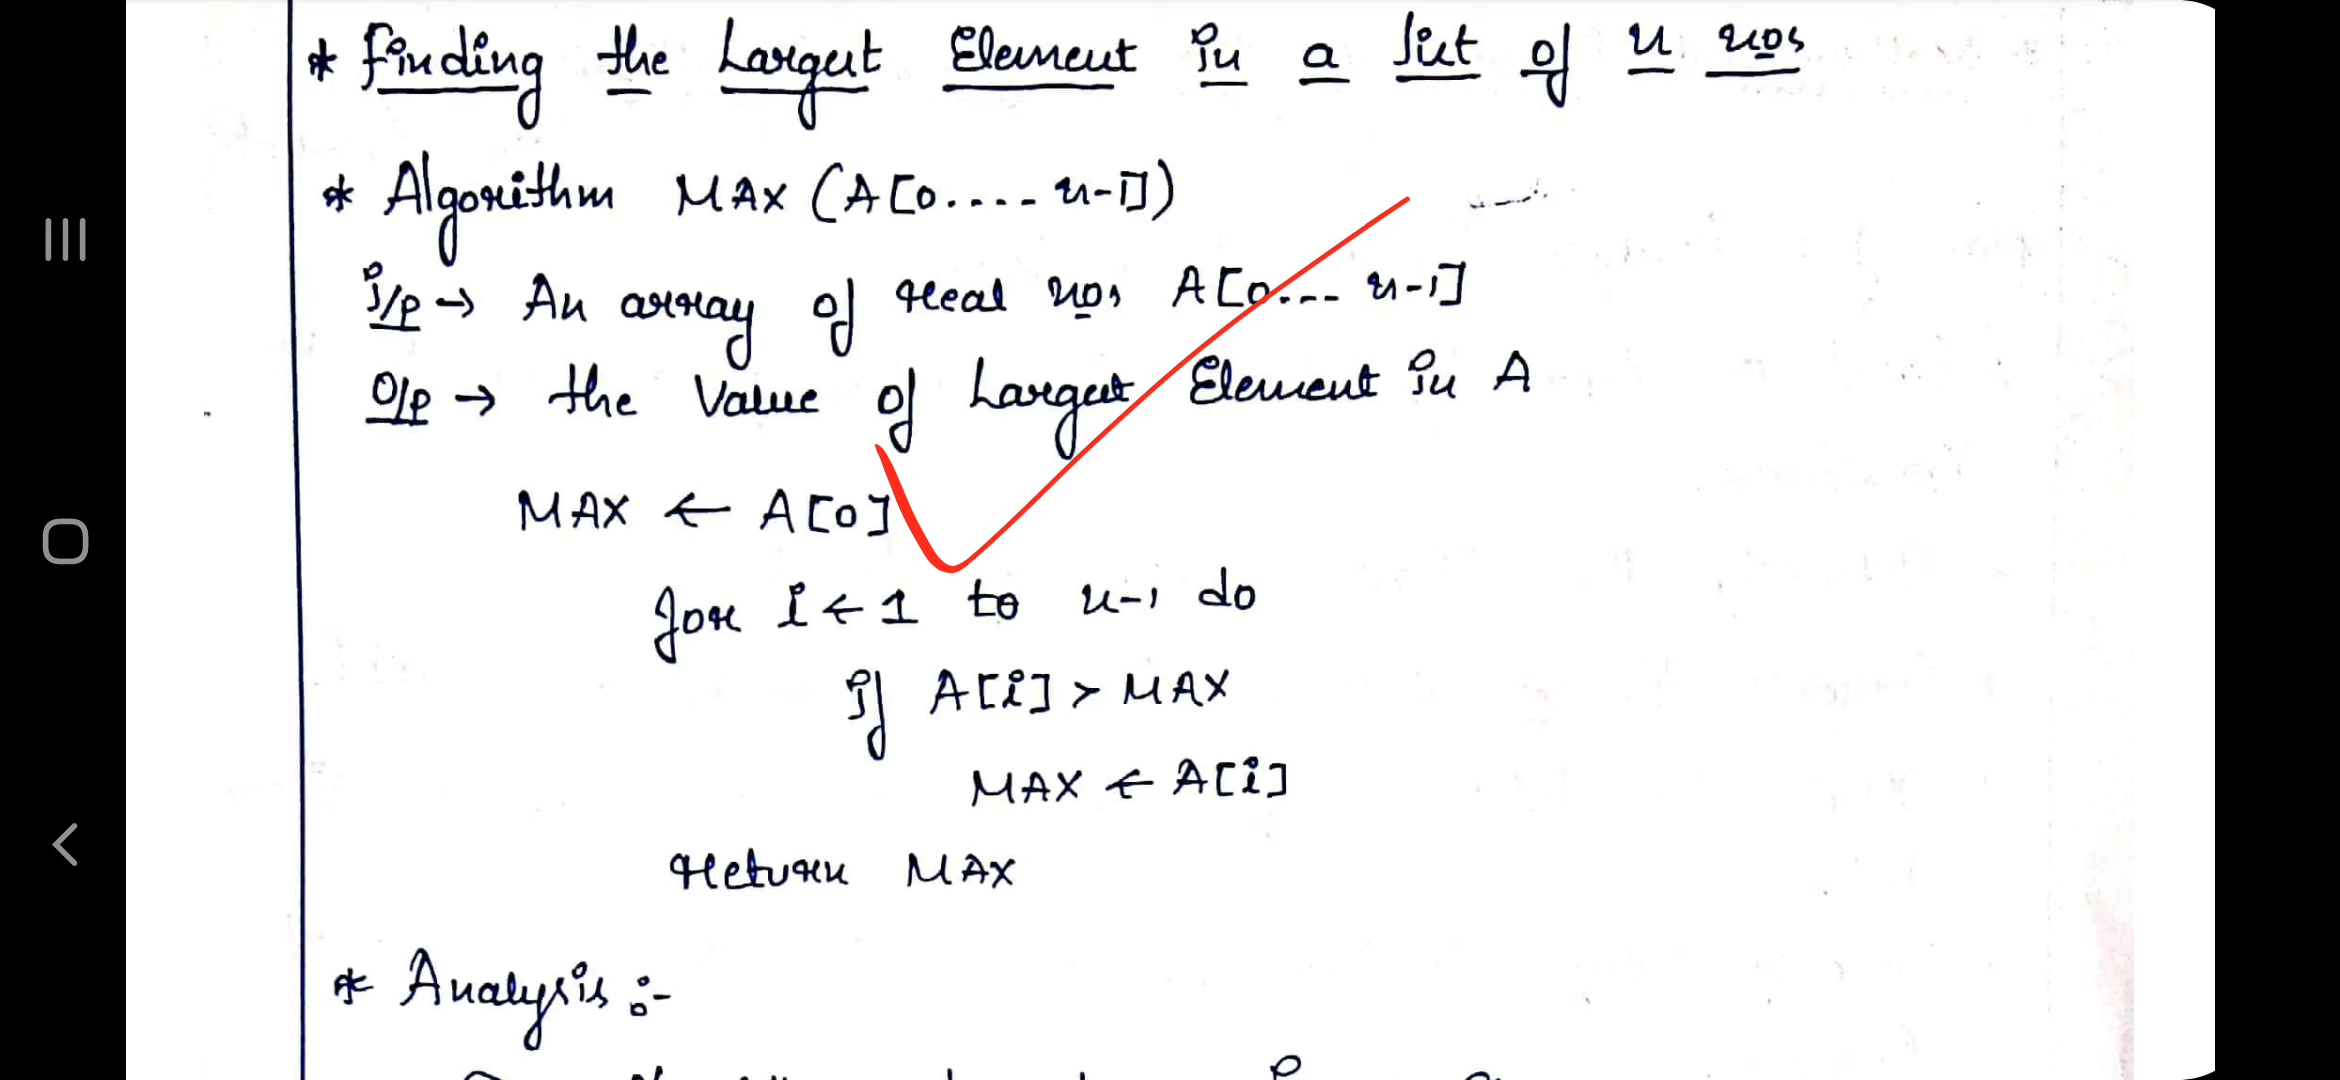 * Finding the Largest Element in a list of n nos
* Algorithm MAX (A[0.... n-1])
i/p → An array of real nos A[0... n-1]
O/p → the Value of Largest Element in A
MAX ← A[0]
for i ← 1 to n-1 do
if A[i] > MAX
MAX ← A[i]
return MAX
* Analysis :-